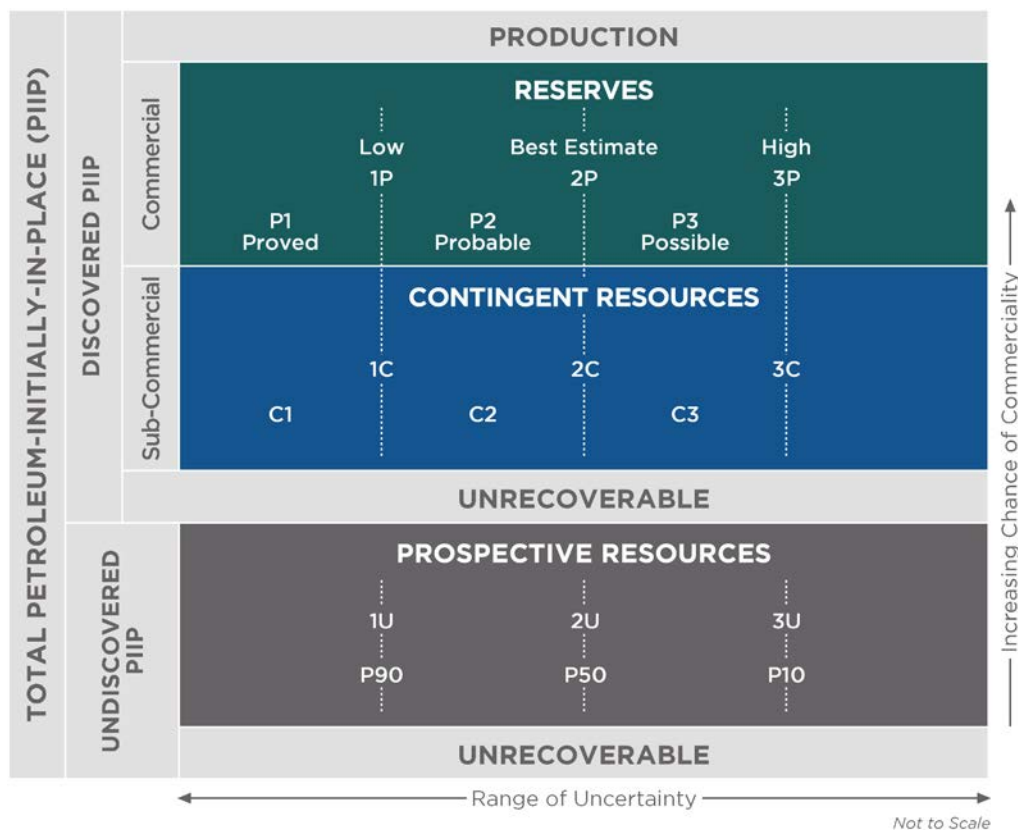 TOTAL PETROLEUM-INITIALLY-IN-PLACE (PIIP)
DISCOVERED PIIP
UNDISCOVERED
PIIP
Commercial
Sub-Commercial
PRODUCTION
RESERVES
Low
Best Estimate
High
1P
2P
3P
P1
Proved
P2
Probable
P3
Possible
CONTINGENT RESOURCES
1C
2C
3C
C1
C2
C3
UNRECOVERABLE
PROSPECTIVE RESOURCES
1U
2U
3U
P90
P50
P10
UNRECOVERABLE
Increasing Chance of Commerciality
Range of Uncertainty
Not to Scale